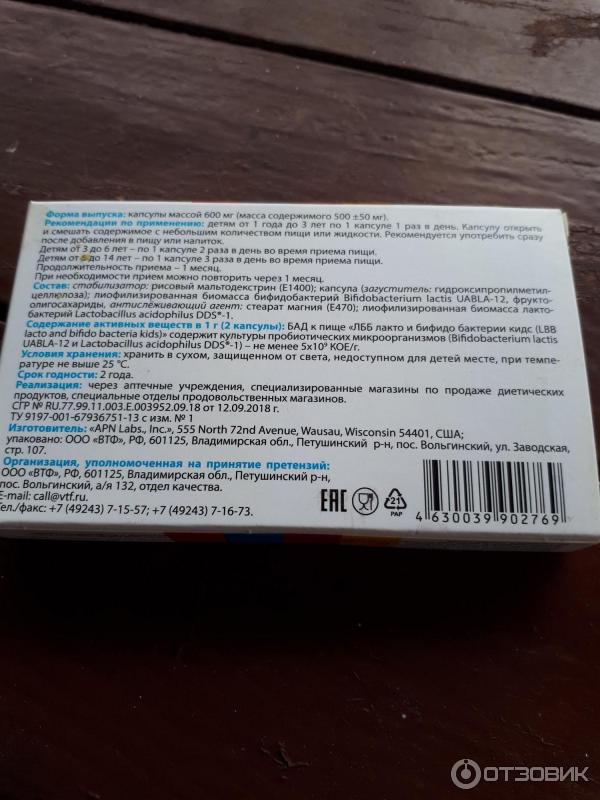 Форма выпуска: капсулы массой 600 мг (масса содержимого 500 ±50 мг).
Рекомендации по применению: детям от 1 года до 3 лет по 1 капсуле 1 раз в день. Капсулу открыть
и смешать содержимое с небольшим количеством пищи или жидкости. Рекомендуется употребить сразу
после добавления в пищу или напиток.
Детям от 3 до 6 лет – по 1 капсуле 2 раза в день во время приема пищи.
Детям от 6 до 14 лет – по 1 капсуле 3 раза в день во время приема пищи.
Продолжительность приема – 1 месяц.
При необходимости прием можно повторить через 1 месяц.
Состав: стабилизатор: рисовый мальтодекстрин (Е1400); капсула (загуститель: гидроксипропилметил-
целлюлоза); лиофилизированная биомасса бифидобактерий Bifidobacterium lactis UABLA-12, фрукто-
олигосахариды, антислёживающий агент: стеарат магния (Е470); лиофилизированная биомасса лакто-
бактерий Lactobacillus acidophilus DDS®-1.
Содержание активных веществ в 1 г (2 капсулы): БАД к пище «ЛББ лакто и бифидо бактерии кидс (LBB
lacto and bifido bacteria kids)» содержит культуры пробиотических микроорганизмов (Bifidobacterium lactis
UABLA-12 и Lactobacillus acidophilus DDS®-1) – не менее 5х10⁹ КОЕ/г.
Условия хранения: хранить в сухом, защищенном от света, недоступном для детей месте, при темпе-
ратуре не выше 25 °С.
Срок годности: 2 года.
Реализация: через аптечные учреждения, специализированные магазины по продаже диетических
продуктов, специальные отделы продовольственных магазинов.
СГР № RU.77.99.11.003.E.003952.09.18 от 12.09.2018 г.
ТУ 9197-001-67936751-13 с изм. № 1
Изготовитель: «APN Labs., Inc.», 555 North 72nd Avenue, Wausau, Wisconsin 54401, США;
упаковано: ООО «ВТФ», РФ, 601125, Владимирская обл., Петушинский р-н, пос. Вольгинский, ул. Заводская,
стр. 107.
Организация, уполномоченная на принятие претензий:
ООО «ВТФ», РФ, 601125, Владимирская обл., Петушинский р-н,
пос. Вольгинский, а/я 132, отдел качества.
E-mail: call@vtf.ru
Тел./факс: +7 (49243) 7-15-57; +7 (49243) 7-16-73.
EAC
21
PAP
4 630039 902769
ОТЗОВИК